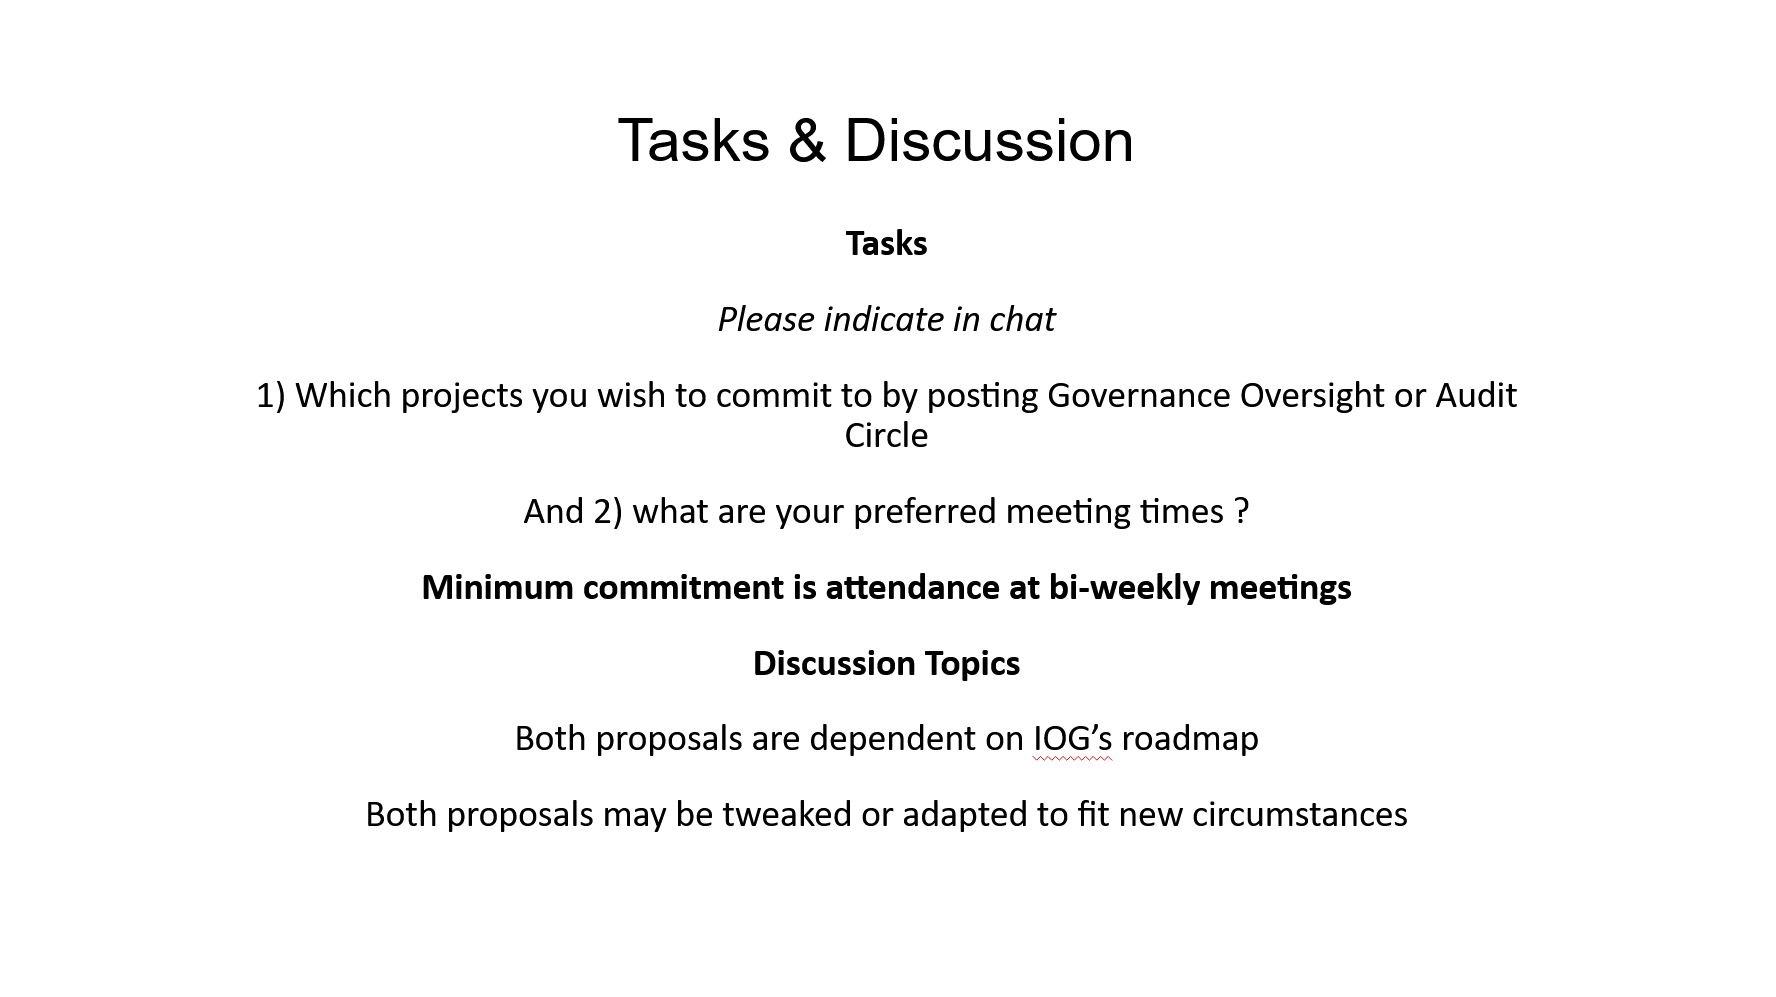 Tasks & Discussion
Tasks
Please indicate in chat
1) Which projects you wish to commit to by posting Governance Oversight or Audit
Circle
And 2) what are your preferred meeting times ?
Minimum commitment is attendance at bi-weekly meetings
Discussion Topics
Both proposals are dependent on IOG’s roadmap
Both proposals may be tweaked or adapted to fit new circumstances